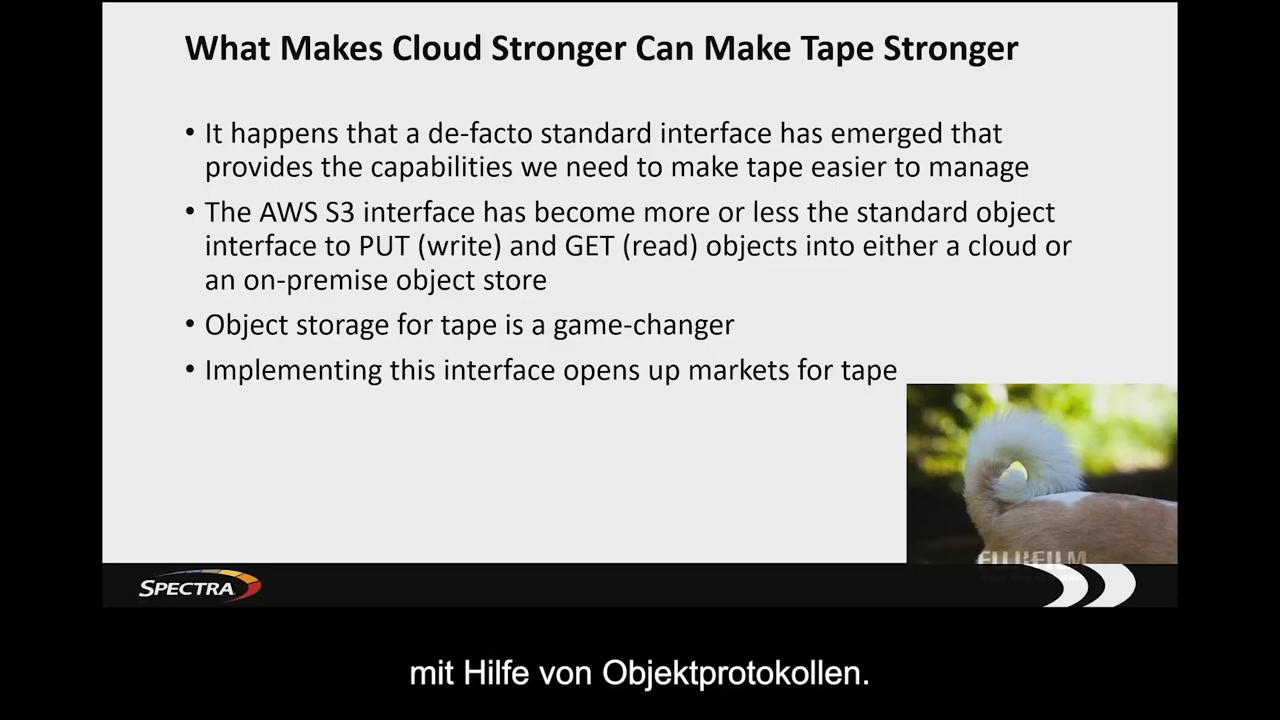 What Makes Cloud Stronger Can Make Tape Stronger
• It happens that a de-facto standard interface has emerged that
provides the capabilities we need to make tape easier to manage
• The AWS S3 interface has become more or less the standard object
interface to PUT (write) and GET (read) objects into either a cloud or
an on-premise object store
• Object storage for tape is a game-changer
• Implementing this interface opens up markets for tape
FUJIFILM
SPECTRA
mit Hilfe von Objektprotokollen.